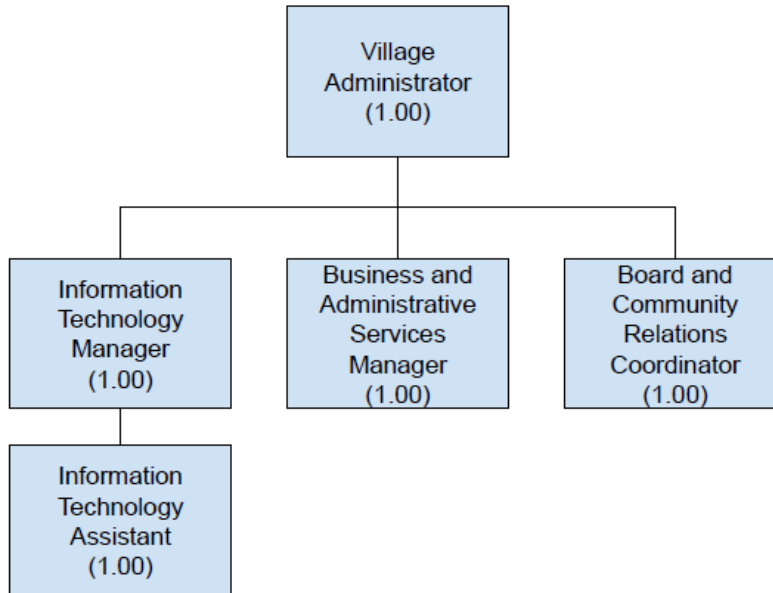 Village
Administrator
(1.00)
Information
Technology
Manager
(1.00)
Business and
Administrative
Services
Manager
(1.00)
Board and
Community
Relations
Coordinator
(1.00)
Information
Technology
Assistant
(1.00)